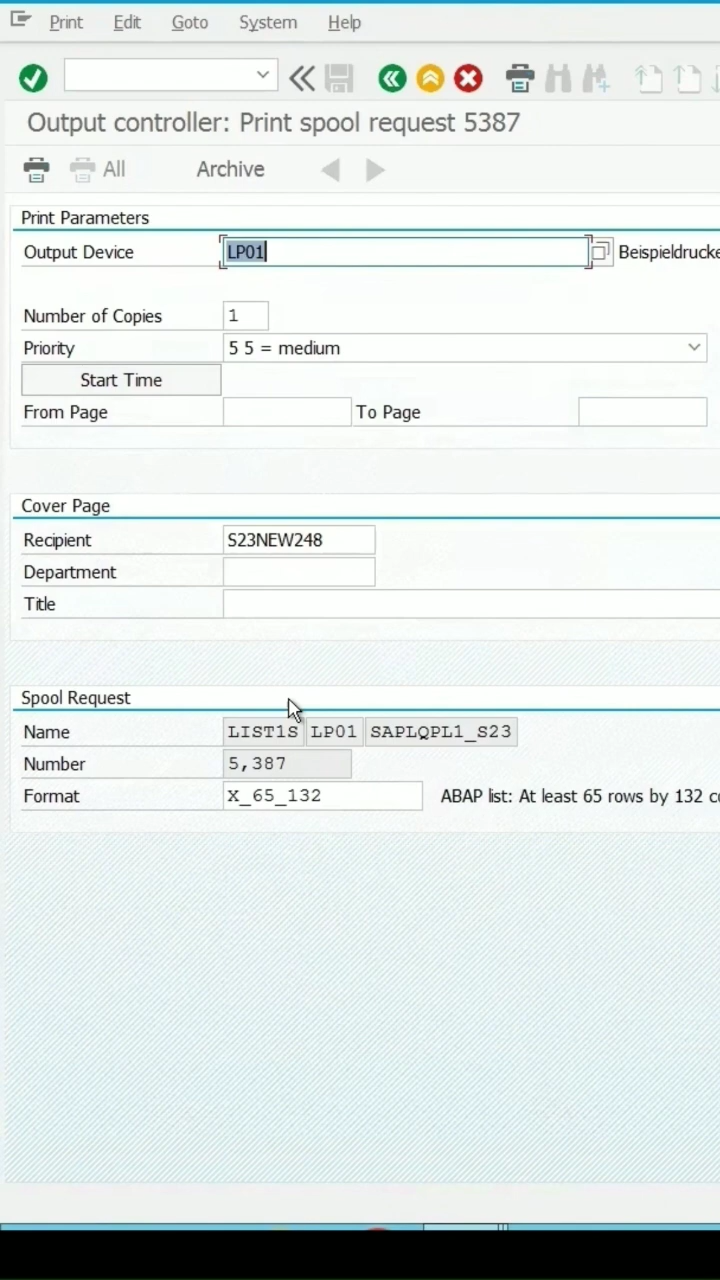 Print Edit Goto System Help
Output controller: Print spool request 5387
All Archive
Print Parameters
Output Device LP01 Beispieldrucke
Number of Copies 1
Priority 5 5 = medium
Start Time
From Page To Page
Cover Page
Recipient S23NEW248
Department
Title
Spool Request
Name LIST1S LP01 SAPLQPL1_S23
Number 5,387
Format X_65_132 ABAP list: At least 65 rows by 132 co